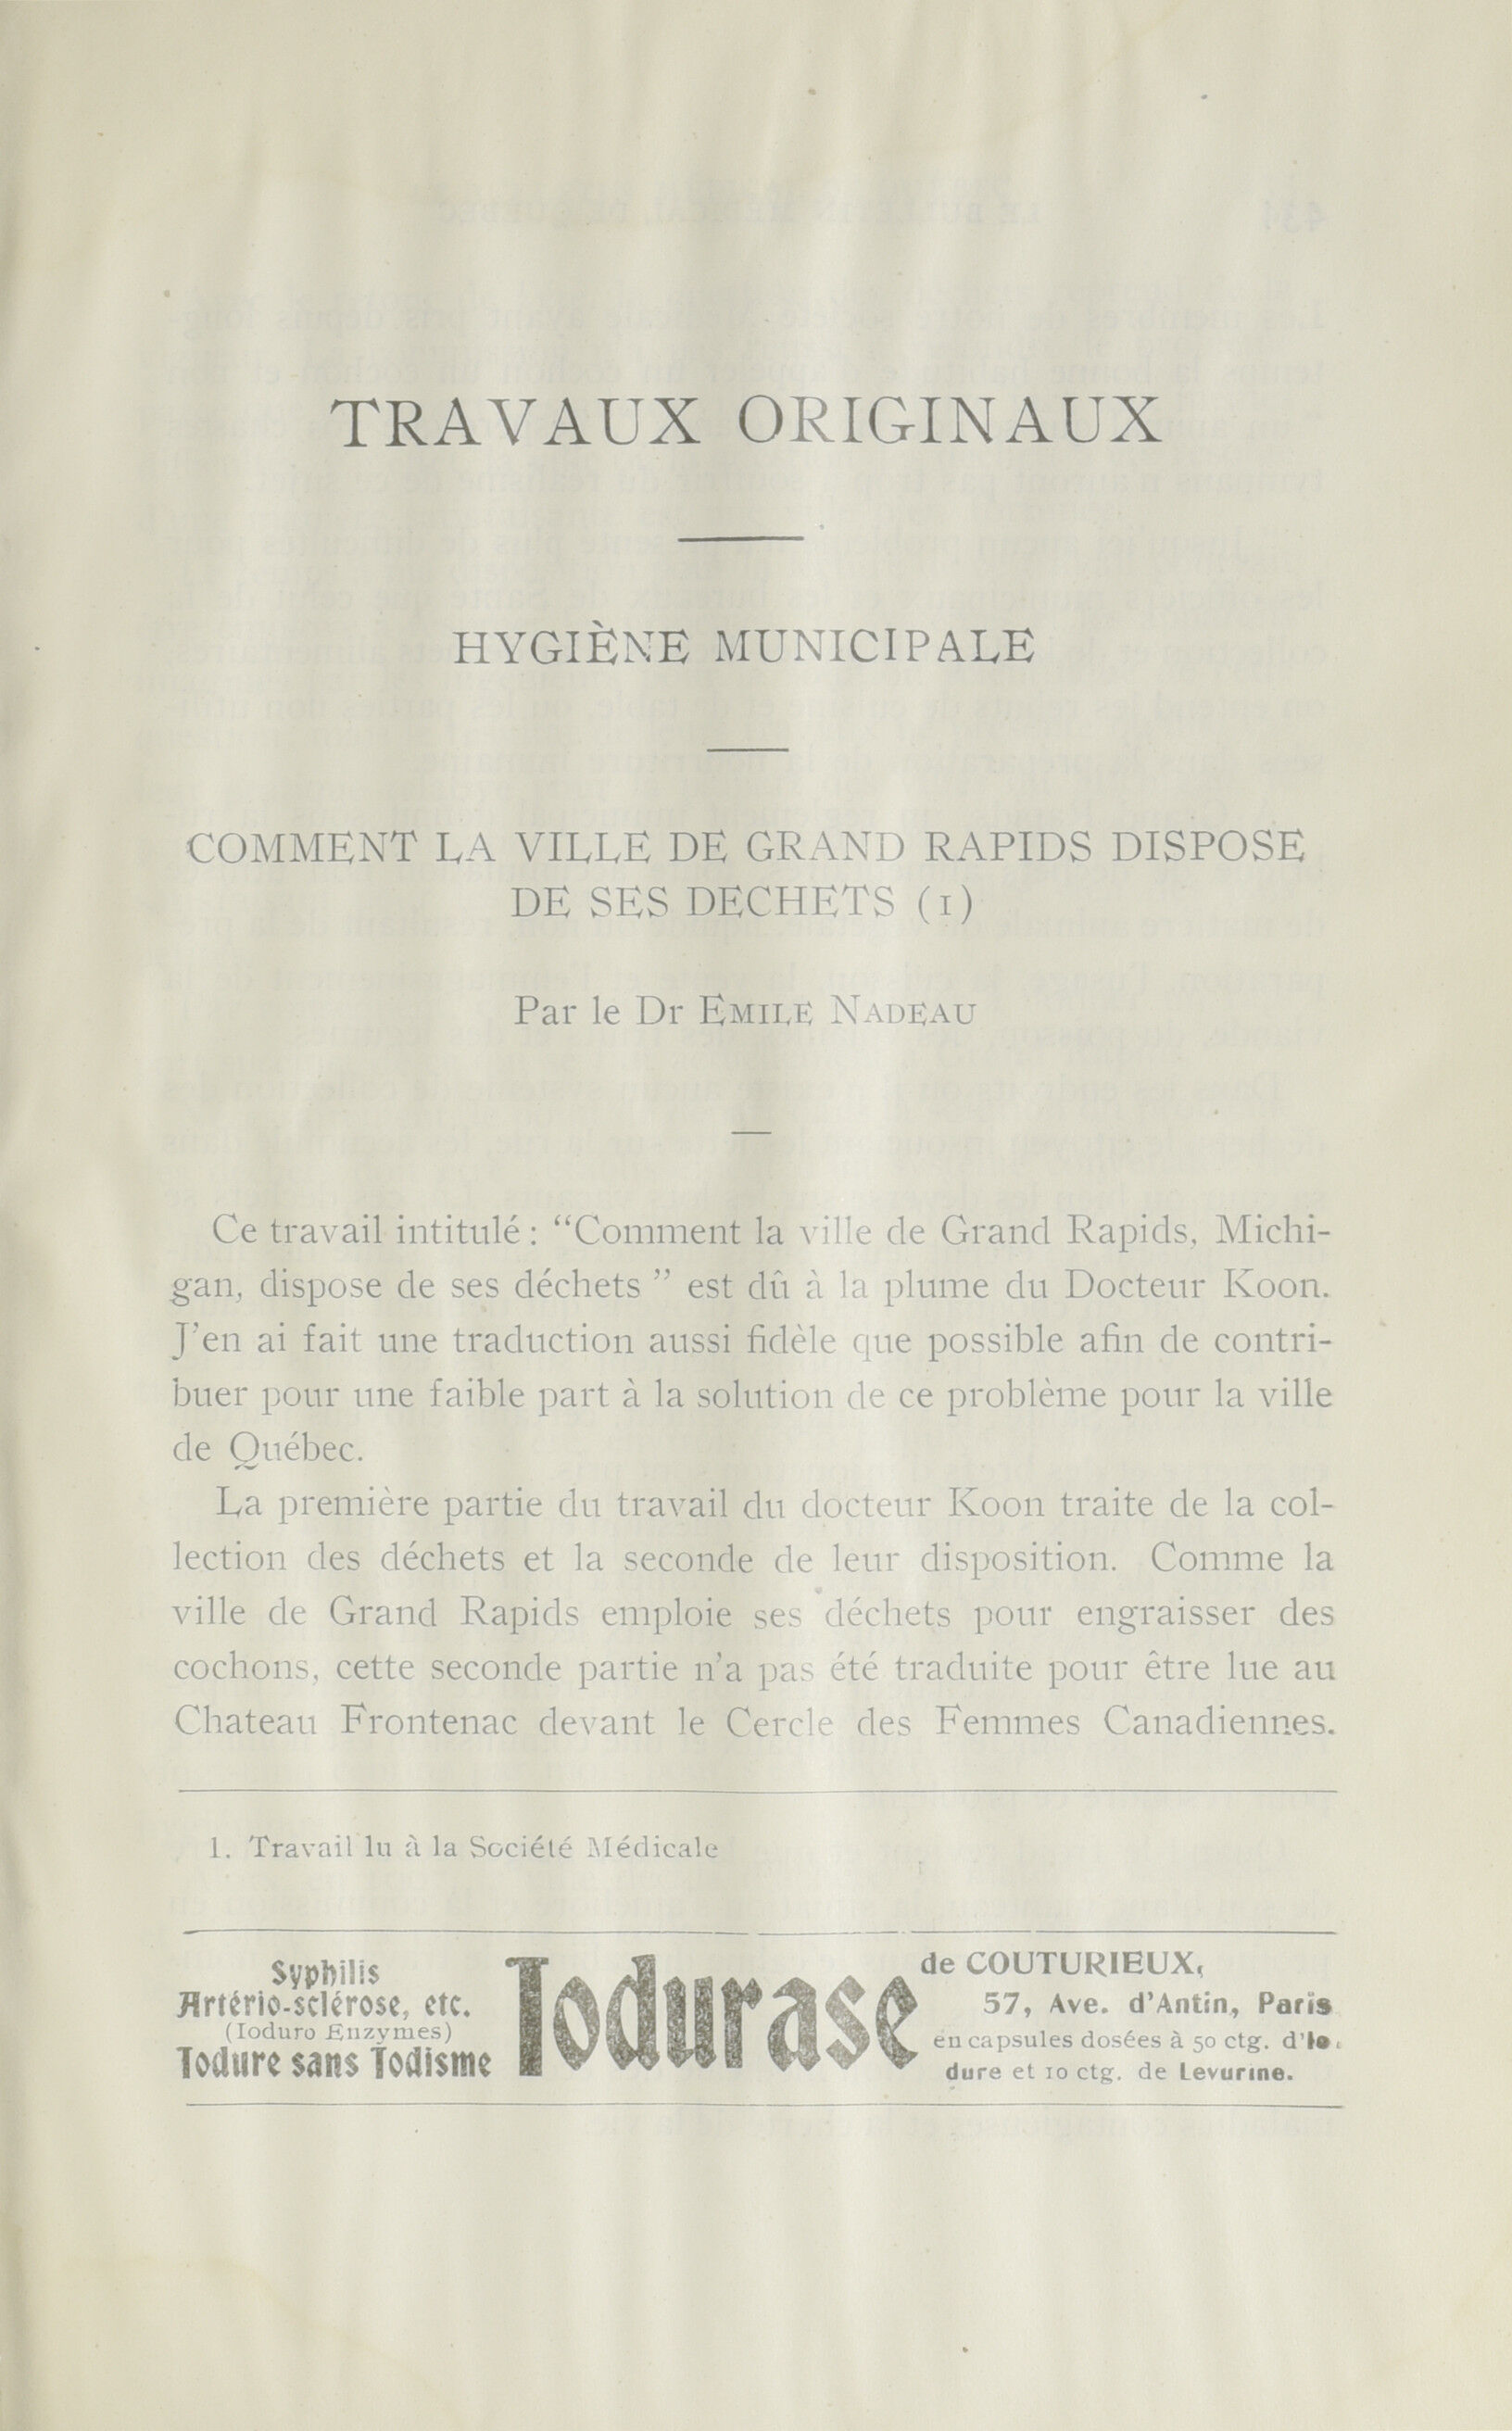 TRAVAUX ORIGINAUX
HYGIÈNE MUNICIPALE
COMMENT LA VILLE DE GRAND RAPIDS DISPOSE
DE SES DECHETS (1)
Par le Dr EMILE NADEAU
Ce travail intitulé : “Comment la ville de Grand Rapids, Michi-
gan, dispose de ses déchets ” est dû à la plume du Docteur Koon.
J’en ai fait une traduction aussi fidèle que possible afin de contri-
buer pour une faible part à la solution de ce problème pour la ville
de Québec.
La première partie du travail du docteur Koon traite de la col-
lection des déchets et la seconde de leur disposition. Comme la
ville de Grand Rapids emploie ses déchets pour engraisser des
cochons, cette seconde partie n’a pas été traduite pour être lue au
Chateau Frontenac devant le Cercle des Femmes Canadiennes.
1. Travail lu à la Société Médicale
Syphilis
Artério-sclérose, etc.
(Ioduro Enzymes)
Iodure sans Iodisme
Iodurase
de COUTURIEUX,
57, Ave. d’Antin, Paris
en capsules dosées à 50 ctg. d’Io-
dure et 10 ctg. de Levurine.